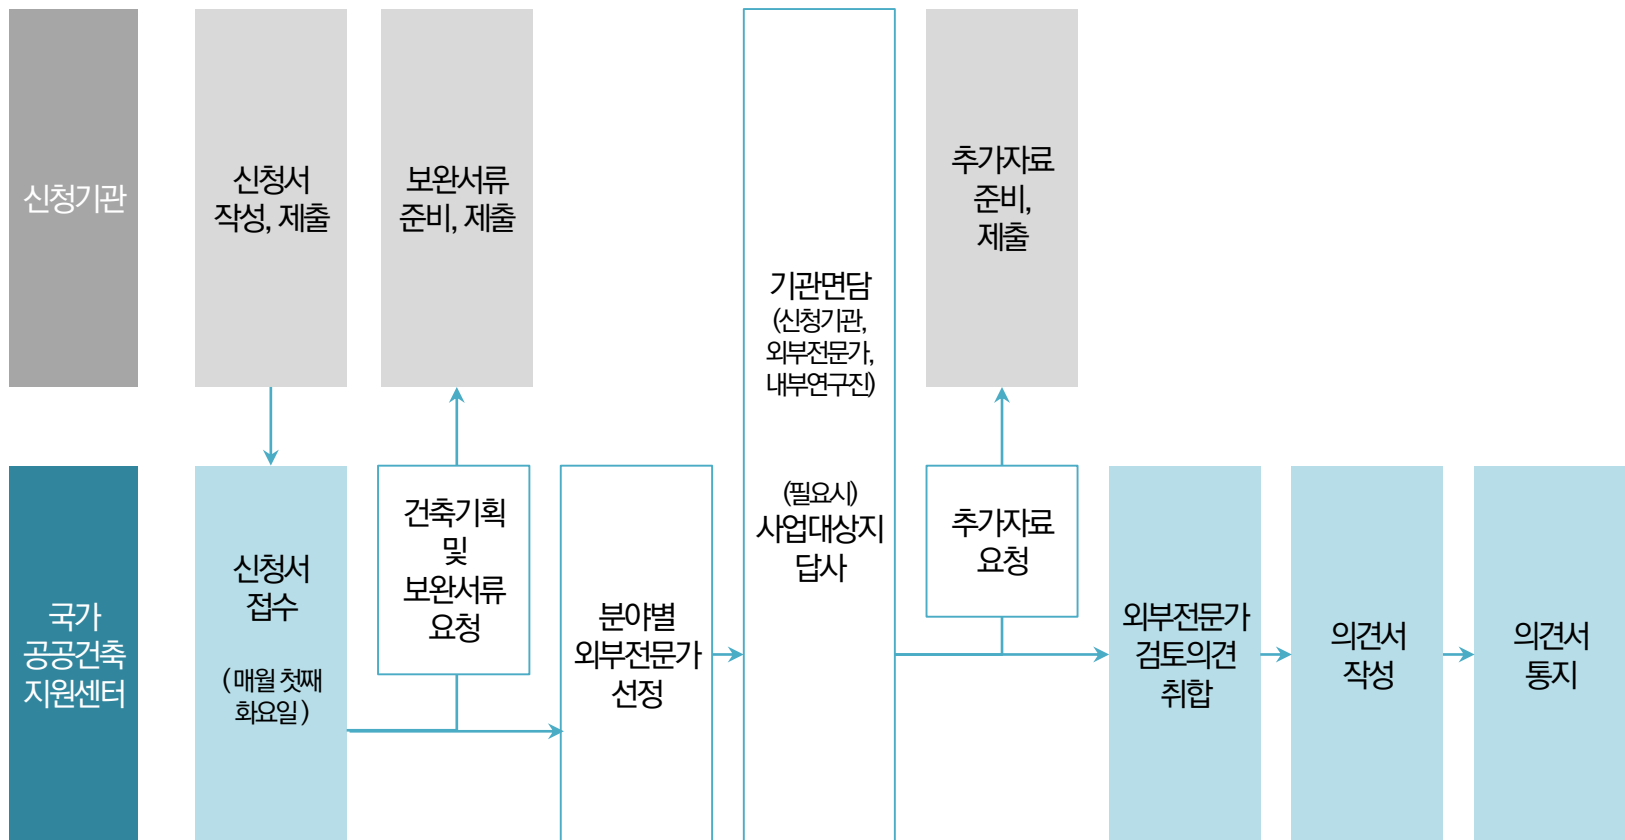 신청기관
신청서
작성, 제출
보완서류
준비, 제출
기관면담
(신청기관,
외부전문가,
내부연구진)
(필요시)
사업대상지
답사
추가자료
준비,
제출
국가
공공건축
지원센터
신청서
접수
( 매월 첫째
화요일 )
건축기획
및
보완서류
요청
분야별
외부전문가
선정
추가자료
요청
외부전문가
검토의견
취합
의견서
작성
의견서
통지